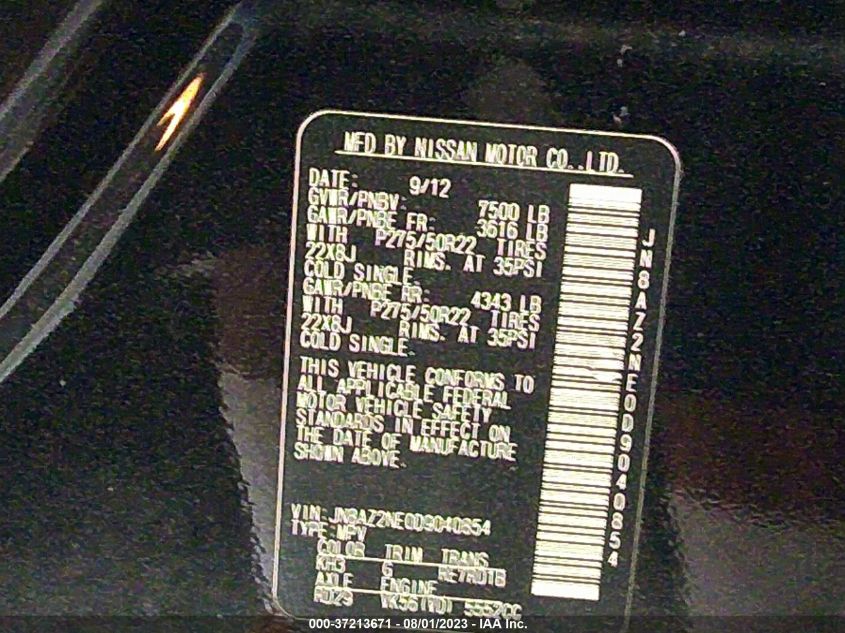 MFD BY NISSAN MOTOR CO.,LTD.
DATE: 9/12
GVWR/PNBV: 7500 LB
GAWR/PNBE FR: 3616 LB
WITH P275/50R22 TIRES
22X8J RIMS. AT 35PSI
COLD SINGLE.
GAWR/PNBE RR: 4343 LB
WITH P275/50R22 TIRES
22X8J RIMS. AT 35PSI
COLD SINGLE.
THIS VEHICLE CONFORMS TO
ALL APPLICABLE FEDERAL
MOTOR VEHICLE SAFETY
STANDARDS IN EFFECT ON
THE DATE OF MANUFACTURE
SHOWN ABOVE.
VIN:JN8AZ2NE0D9040854
TYPE:MPV
COLOR TRIM TRANS
KH3 G RE7R01B
AXLE ENGINE
RD29 VK56(VD) 5552CC
JN8AZ2NE0D9040854
000-37213671 - 08/01/2023 - IAA Inc.